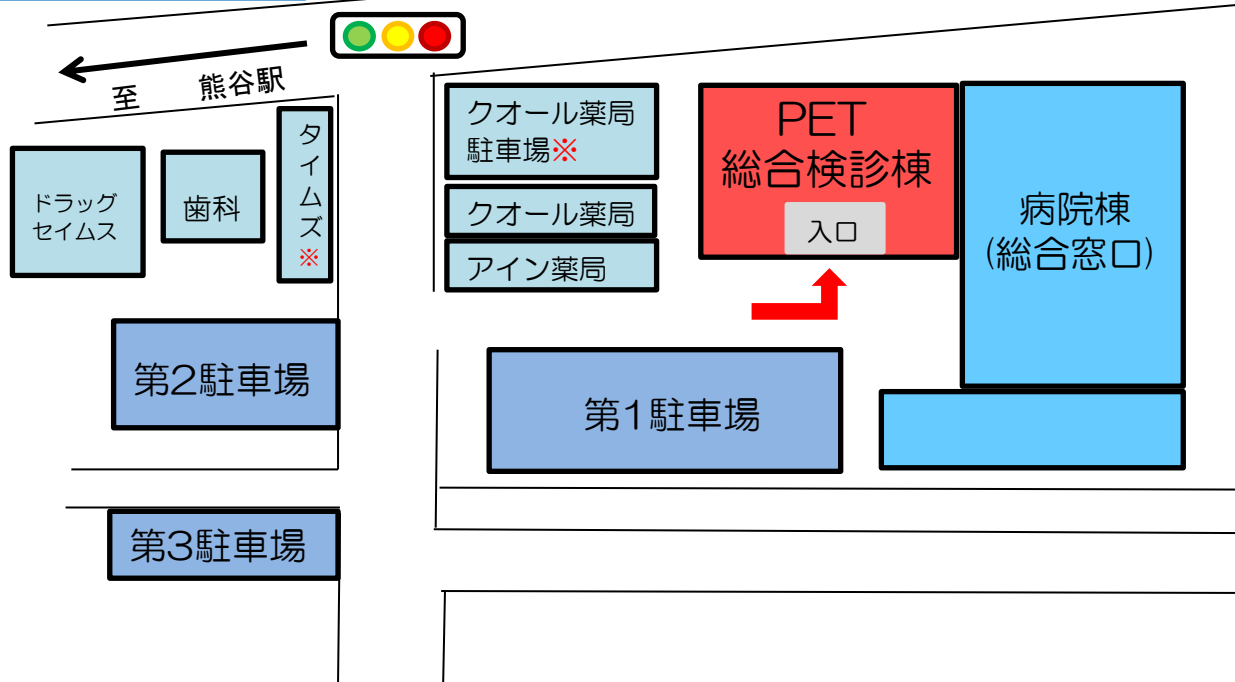 至 熊谷駅
ドラッグ
セイムス
歯科
タイムズ※
クオール薬局
駐車場※
クオール薬局
アイン薬局
PET
総合検診棟
入口
病院棟
(総合窓口)
第2駐車場
第1駐車場
第3駐車場